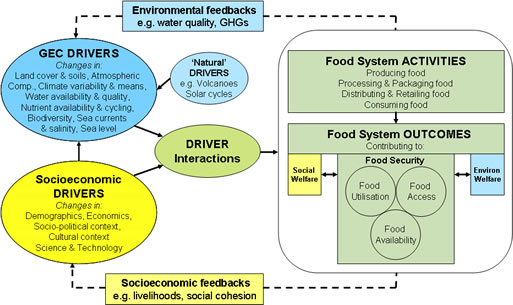 Environmental feedbacks
e.g. water quality, GHGs
GEC DRIVERS
Changes in:
Land cover & soils, Atmospheric
Comp., Climate variability & means,
Water availability & quality,
Nutrient availability & cycling,
Biodiversity, Sea currents
& salinity, Sea level
‘Natural’
DRIVERS
e.g. Volcanoes
Solar cycles
DRIVER
Interactions
Socioeconomic
DRIVERS
Changes in:
Demographics, Economics,
Socio-political context,
Cultural context
Science & Technology
Food System ACTIVITIES
Producing food
Processing & Packaging food
Distributing & Retailing food
Consuming food
Food System OUTCOMES
Contributing to:
Food Security
Social
Welfare
Food
Utilisation
Food
Access
Food
Availability
Environ
Welfare
Socioeconomic feedbacks
e.g. livelihoods, social cohesion